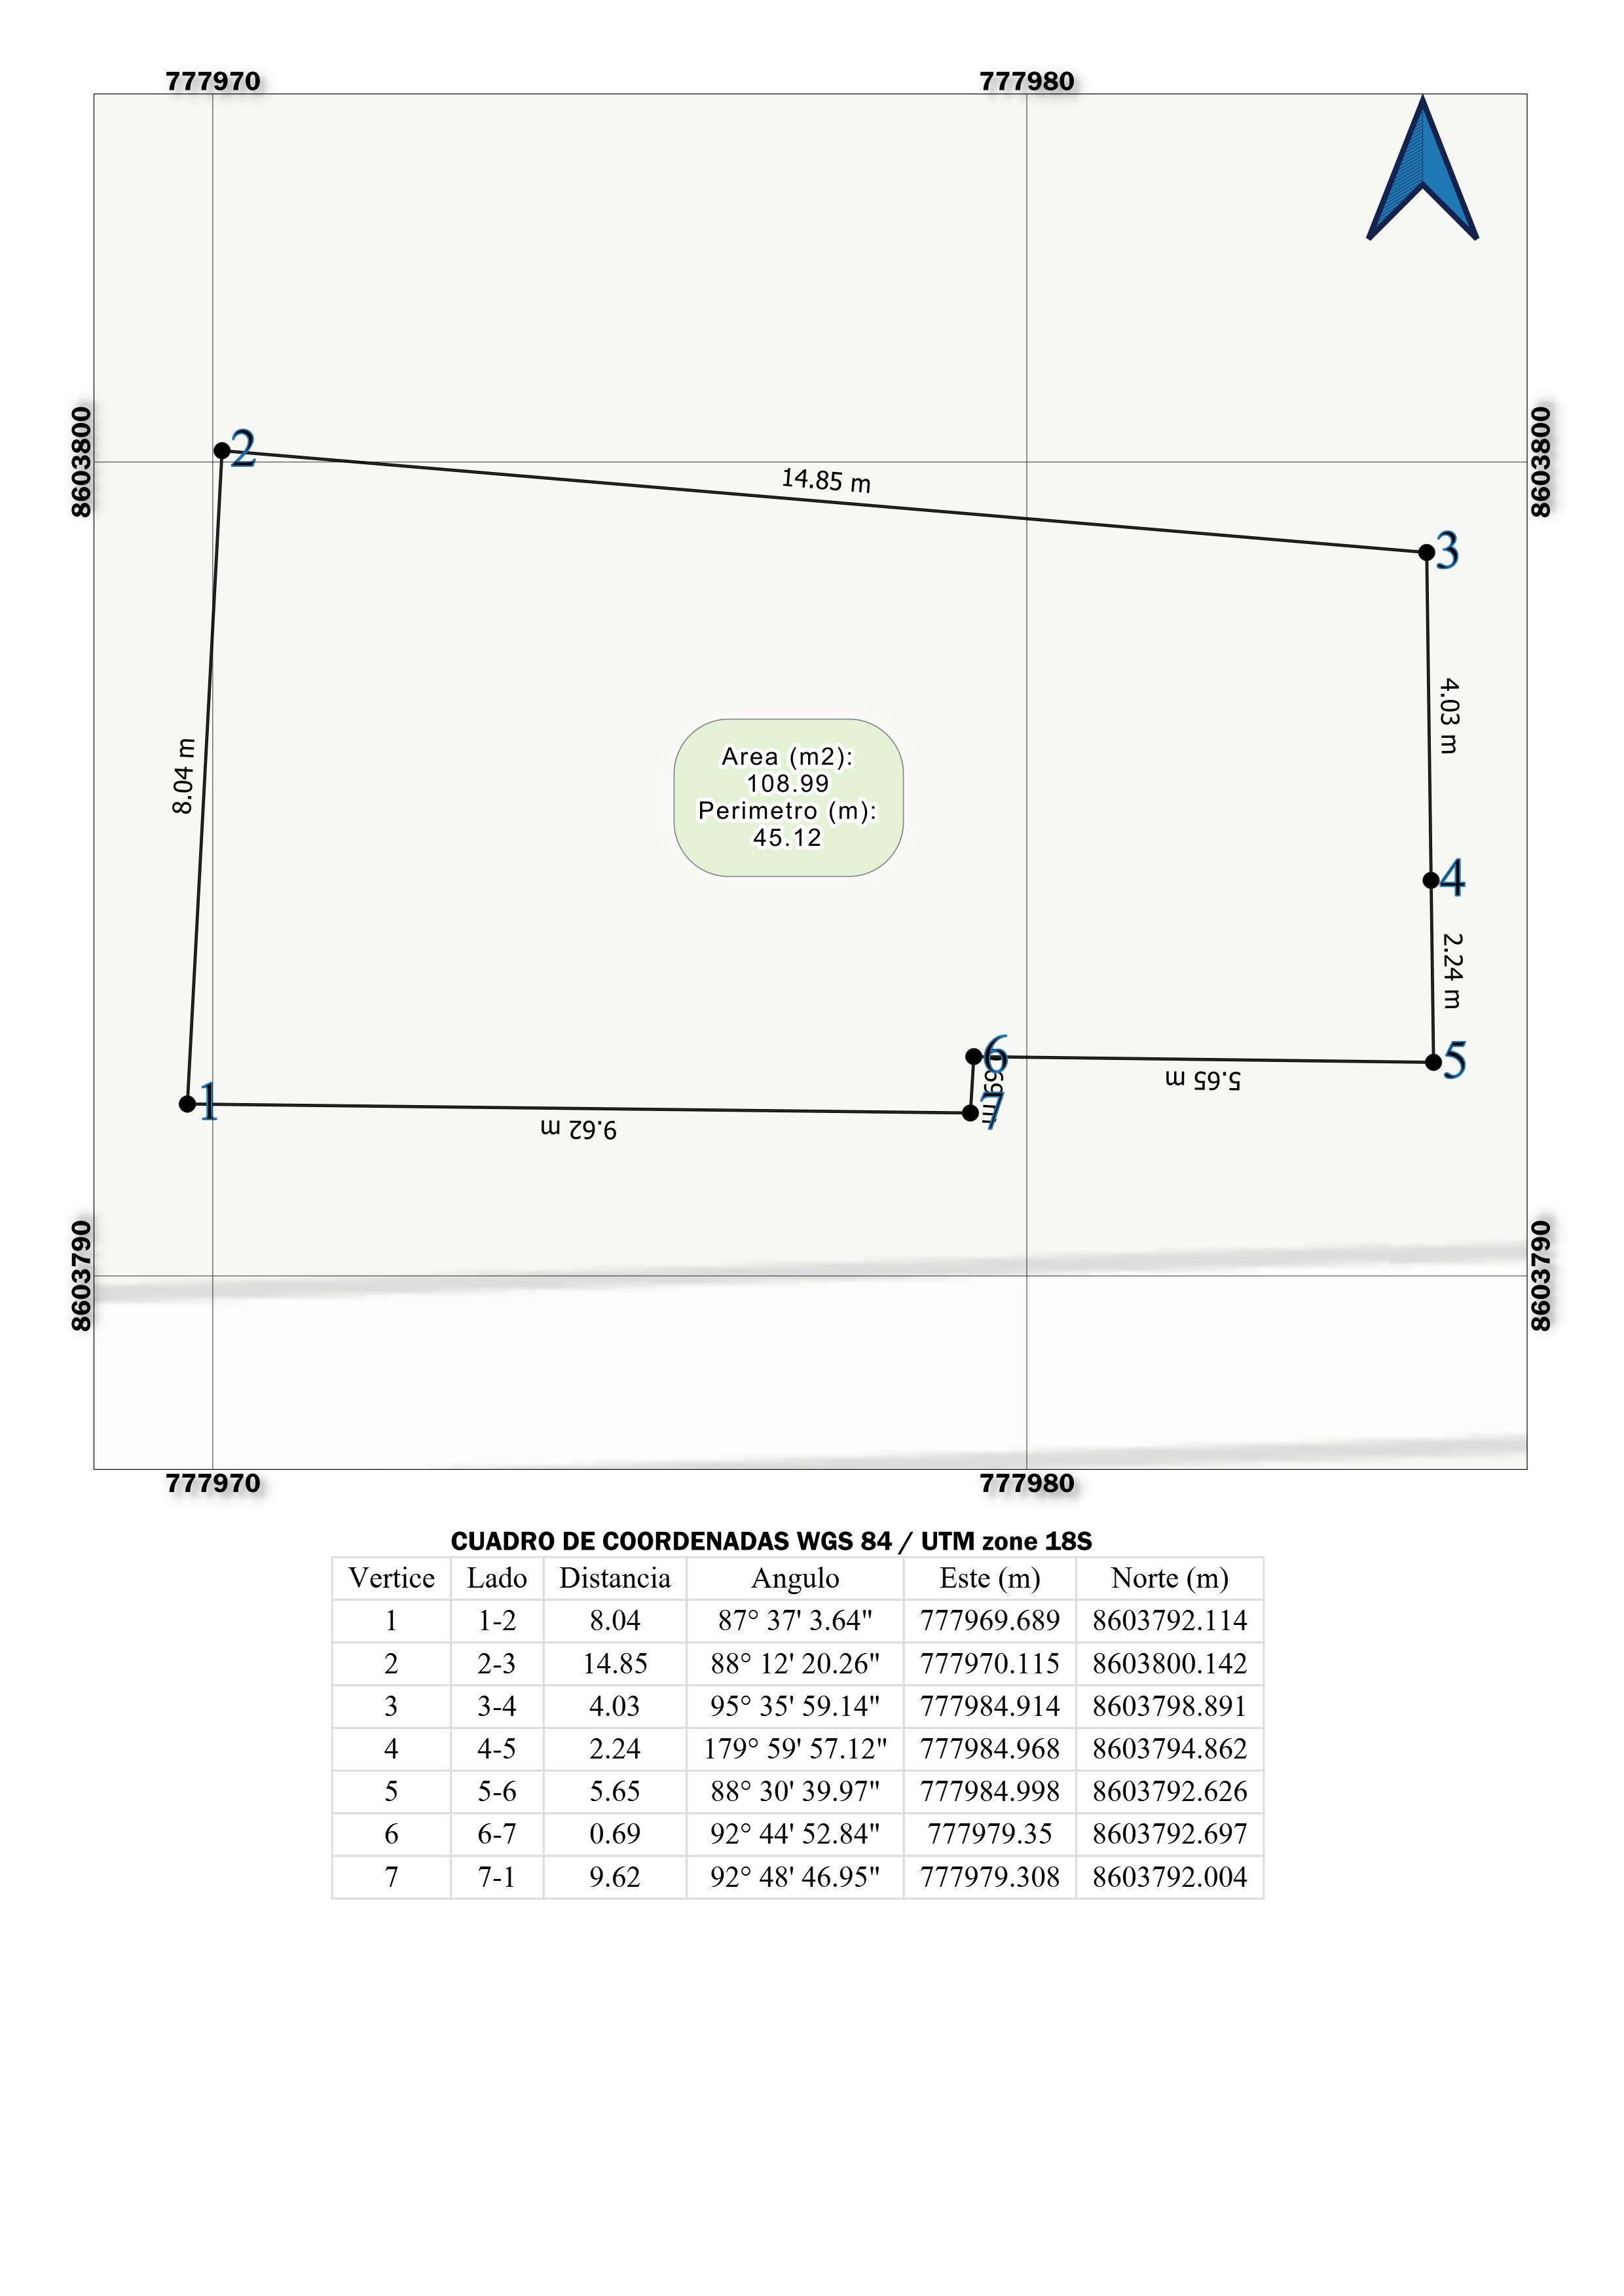 777970 777980
8603800 8603800
2
14.85 m
3
4.03 m
8.04 m
Area (m2):
108.99
Perimetro (m):
45.12
4
2.24 m
6
5
5.65 m
1
7
9.62 m
8603790 8603790
777970 777980
CUADRO DE COORDENADAS WGS 84 / UTM zone 18S
Vertice Lado Distancia Angulo Este (m) Norte (m)
1 1-2 8.04 87° 37' 3.64" 777969.689 8603792.114
2 2-3 14.85 88° 12' 20.26" 777970.115 8603800.142
3 3-4 4.03 95° 35' 59.14" 777984.914 8603798.891
4 4-5 2.24 179° 59' 57.12" 777984.968 8603794.862
5 5-6 5.65 88° 30' 39.97" 777984.998 8603792.626
6 6-7 0.69 92° 44' 52.84" 777979.35 8603792.697
7 7-1 9.62 92° 48' 46.95" 777979.308 8603792.004